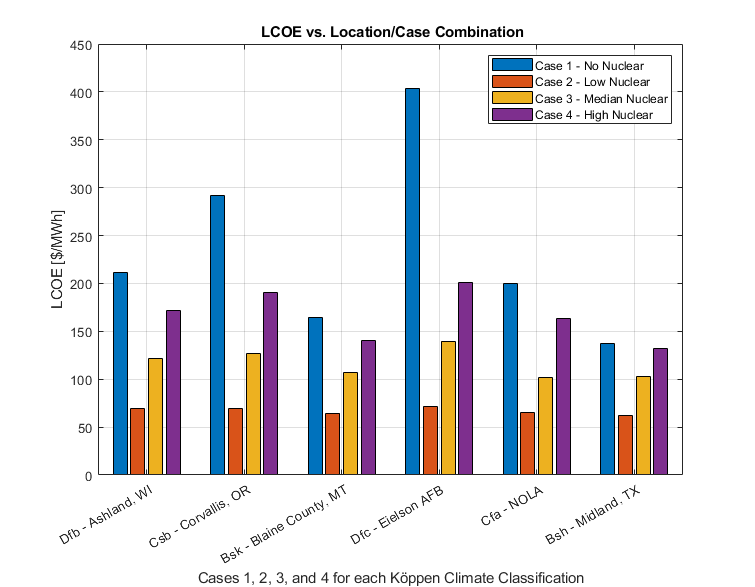 LCOE vs. Location/Case Combination
450
400
350
300
250
200
150
100
50
0
LCOE [$/MWh]
Case 1 - No Nuclear
Case 2 - Low Nuclear
Case 3 - Median Nuclear
Case 4 - High Nuclear
Dfb - Ashland, WI
Csb - Corvallis, OR
Bsk - Blaine County, MT
Dfc - Eielson AFB
Cfa - NOLA
Bsh - Midland, TX
Cases 1, 2, 3, and 4 for each Köppen Climate Classification